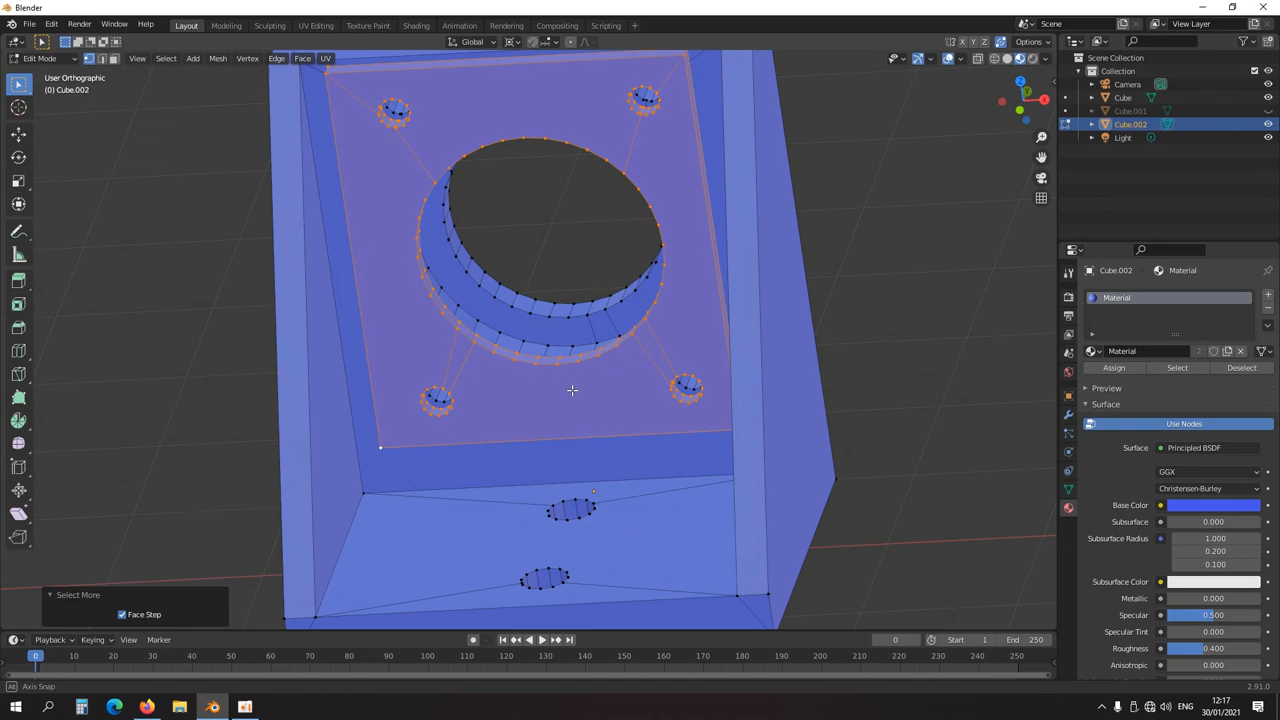 Blender
File Edit Render Window Help Layout Modeling Sculpting UV Editing Texture Paint Shading Animation Rendering Compositing Scripting + Scene View Layer
Global X Y Z Options
Edit Mode View Select Add Mesh Vertex Edge Face UV
User Orthographic
(0) Cube.002
Scene Collection
Collection
Camera
Cube
Cube.001
Cube.002
Light
Cube.002 Material
Material
Material 2
Assign Select Deselect
Preview
Surface
Use Nodes
Surface Principled BSDF
GGX
Christensen-Burley
Base Color
Subsurface 0.000
Subsurface Radius 1.000
0.200
0.100
Subsurface Color
Metallic 0.000
Specular 0.500
Specular Tint 0.000
Roughness 0.400
Anisotropic 0.000
Select More
Face Step
Playback Keying View Marker 0 Start 1 End 250
0 10 20 30 40 50 60 70 80 90 100 110 120 130 140 150 160 170 180 190 200 210 220 230 240 250
Alt Axis Snap 2.91.0
ENG 12:17
30/01/2021